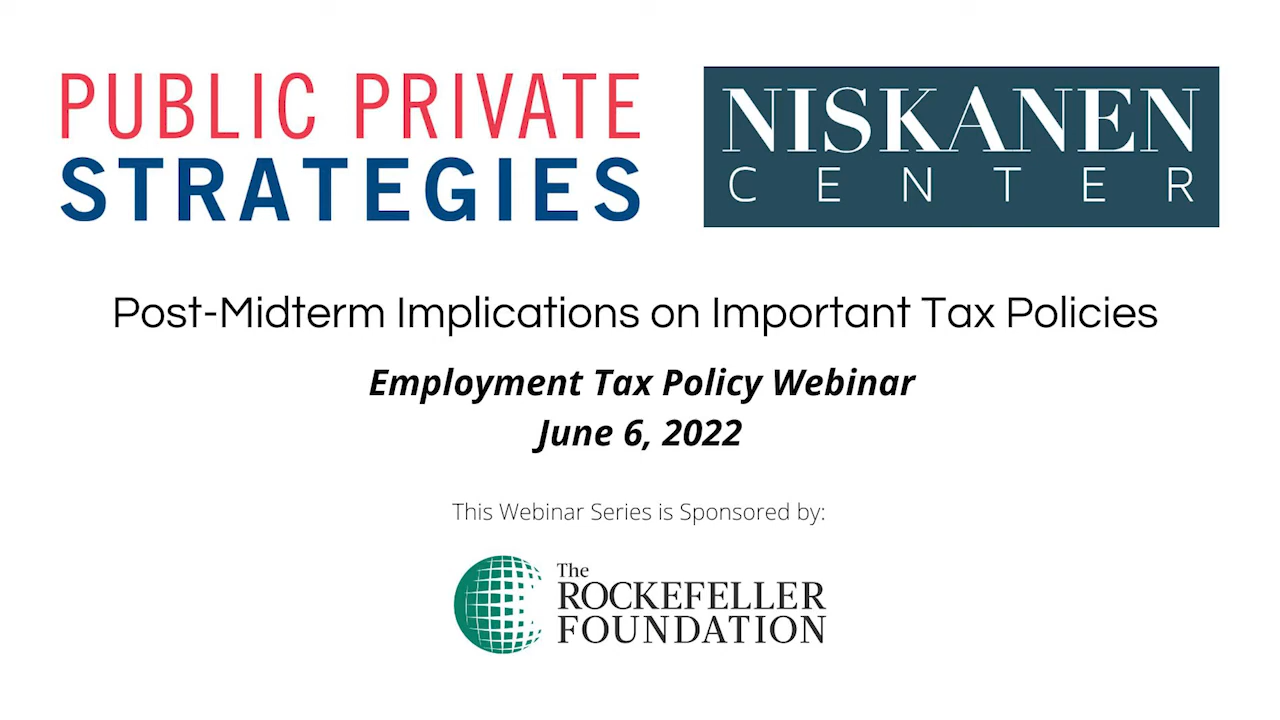 PUBLIC PRIVATE
STRATEGIES
NISKANEN
CENTER
Post-Midterm Implications on Important Tax Policies
Employment Tax Policy Webinar
June 6, 2022
This Webinar Series is Sponsored by:
The
ROCKEFELLER
FOUNDATION